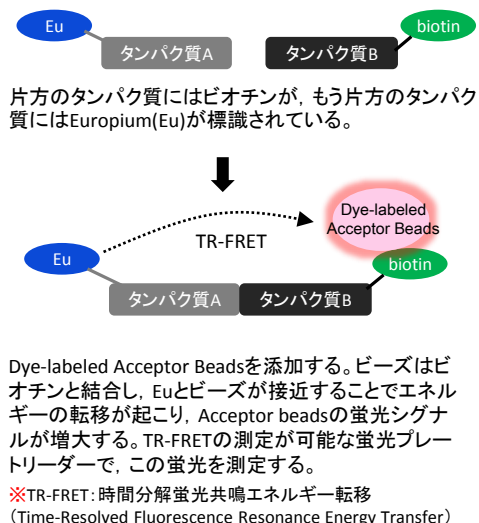 Eu
biotin
タンパク質A
タンパク質B
片方のタンパク質にはビオチンが，もう片方のタンパク
質にはEuropium(Eu)が標識されている。
Dye-labeled
Acceptor Beads
TR-FRET
Eu
biotin
タンパク質A
タンパク質B
Dye-labeled Acceptor Beadsを添加する。ビーズはビ
オチンと結合し，Euとビーズが接近することでエネル
ギーの転移が起こり，Acceptor beadsの蛍光シグナ
ルが増大する。TR-FRETの測定が可能な蛍光プレー
トリーダーで，この蛍光を測定する。
※TR-FRET：時間分解蛍光共鳴エネルギー転移
（Time-Resolved Fluorescence Resonance Energy Transfer）